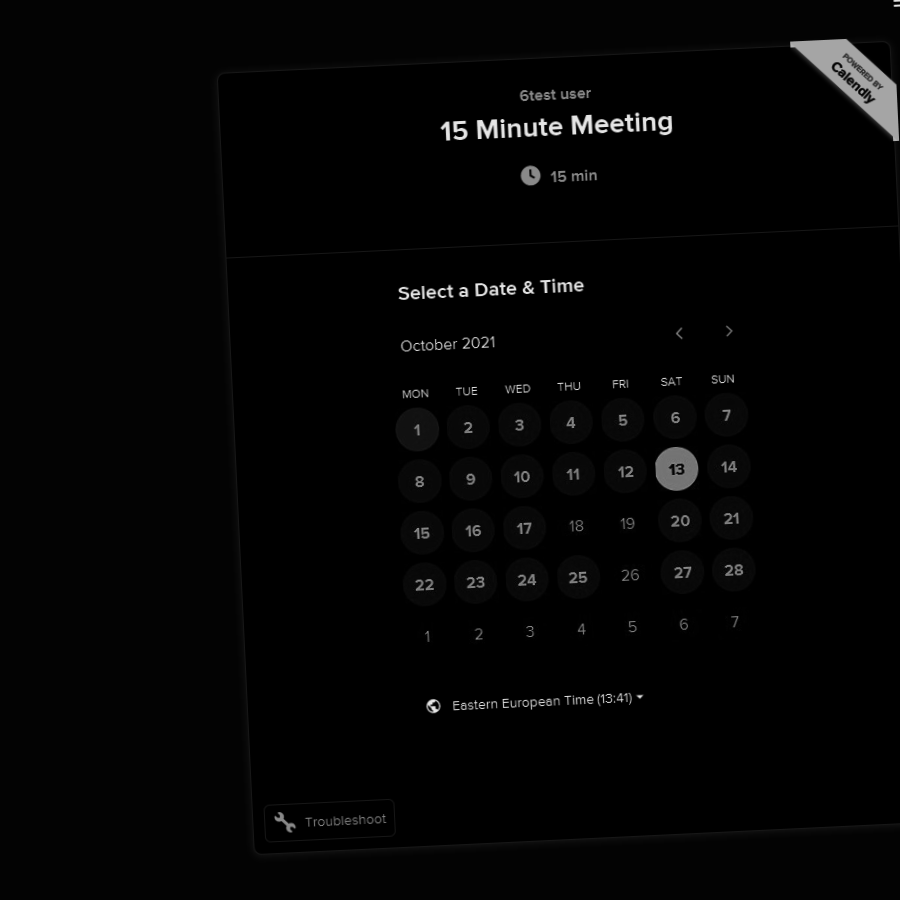 POWERED BY
Calendly
6test user
15 Minute Meeting
15 min
Select a Date & Time
October 2021
MON TUE WED THU FRI SAT SUN
1 2 3 4 5 6 7
8 9 10 11 12 13 14
15 16 17 18 19 20 21
22 23 24 25 26 27 28
1 2 3 4 5 6 7
Eastern European Time (13:41)
Troubleshoot